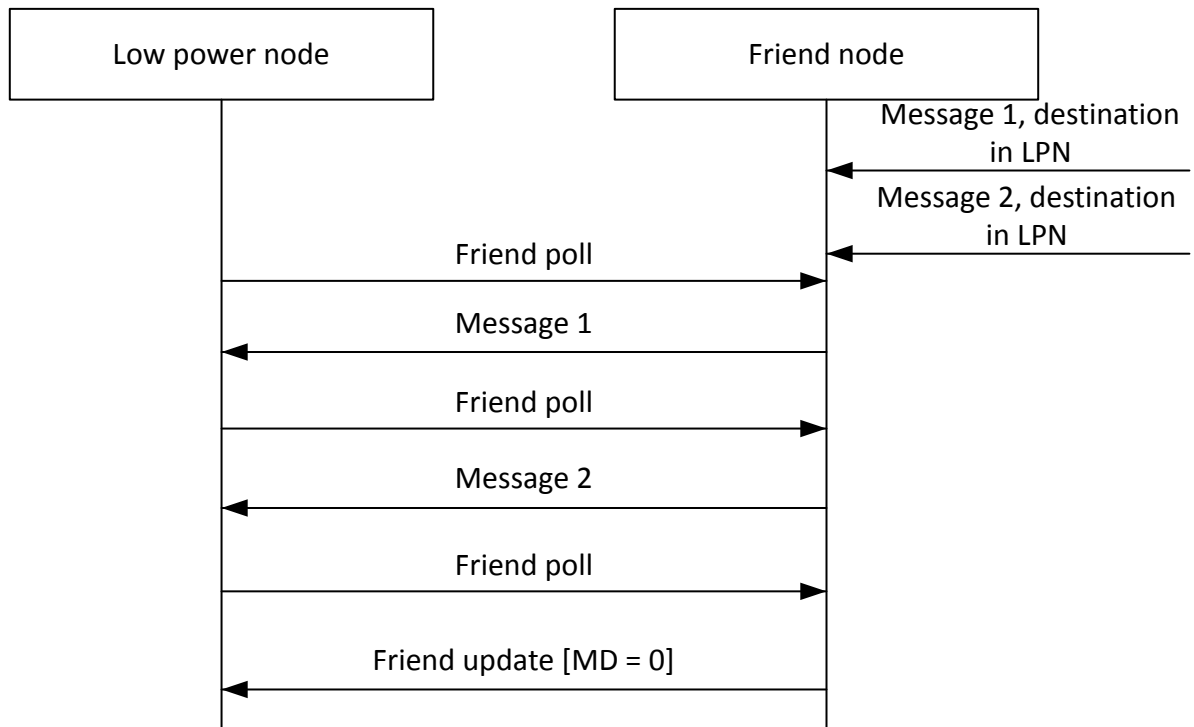 Low power node
Friend node
Message 1, destination
in LPN
Message 2, destination
in LPN
Friend poll
Message 1
Friend poll
Message 2
Friend poll
Friend update [MD = 0]